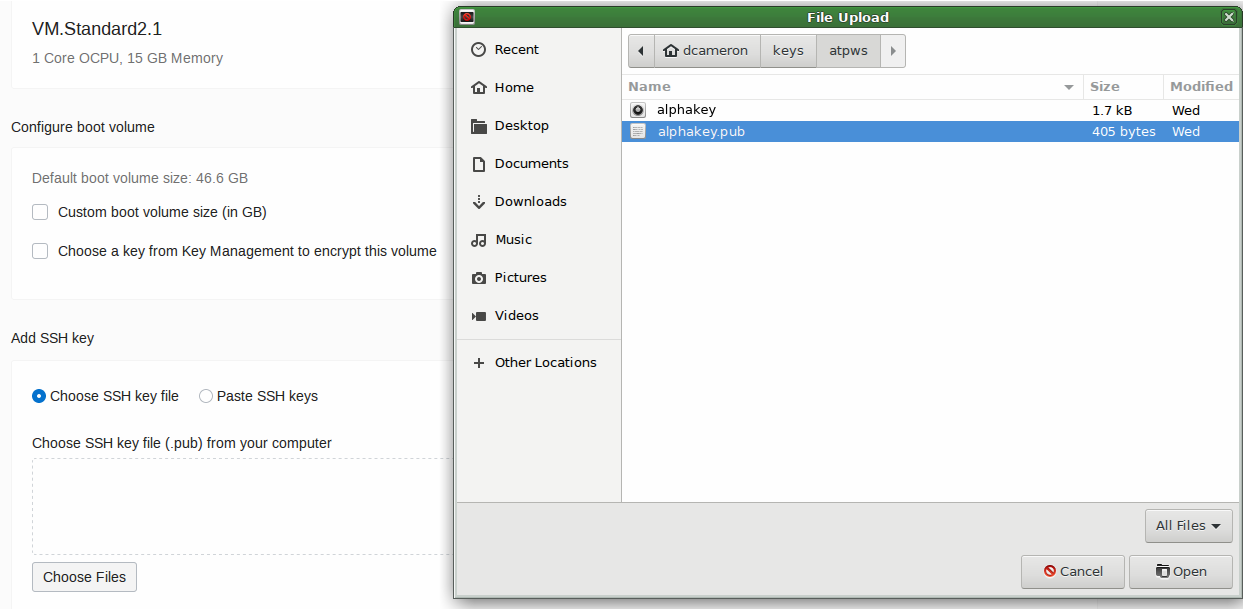 VM.Standard2.1
1 Core OCPU, 15 GB Memory
Configure boot volume
Default boot volume size: 46.6 GB
Custom boot volume size (in GB)
Choose a key from Key Management to encrypt this volume
Add SSH key
Choose SSH key file Paste SSH keys
Choose SSH key file (.pub) from your computer
Choose Files
File Upload
Recent
Home
Desktop
Documents
Downloads
Music
Pictures
Videos
Other Locations
dcameron keys atpws
Name Size Modified
alphakey 1.7 kB Wed
alphakey.pub 405 bytes Wed
All Files
Cancel Open